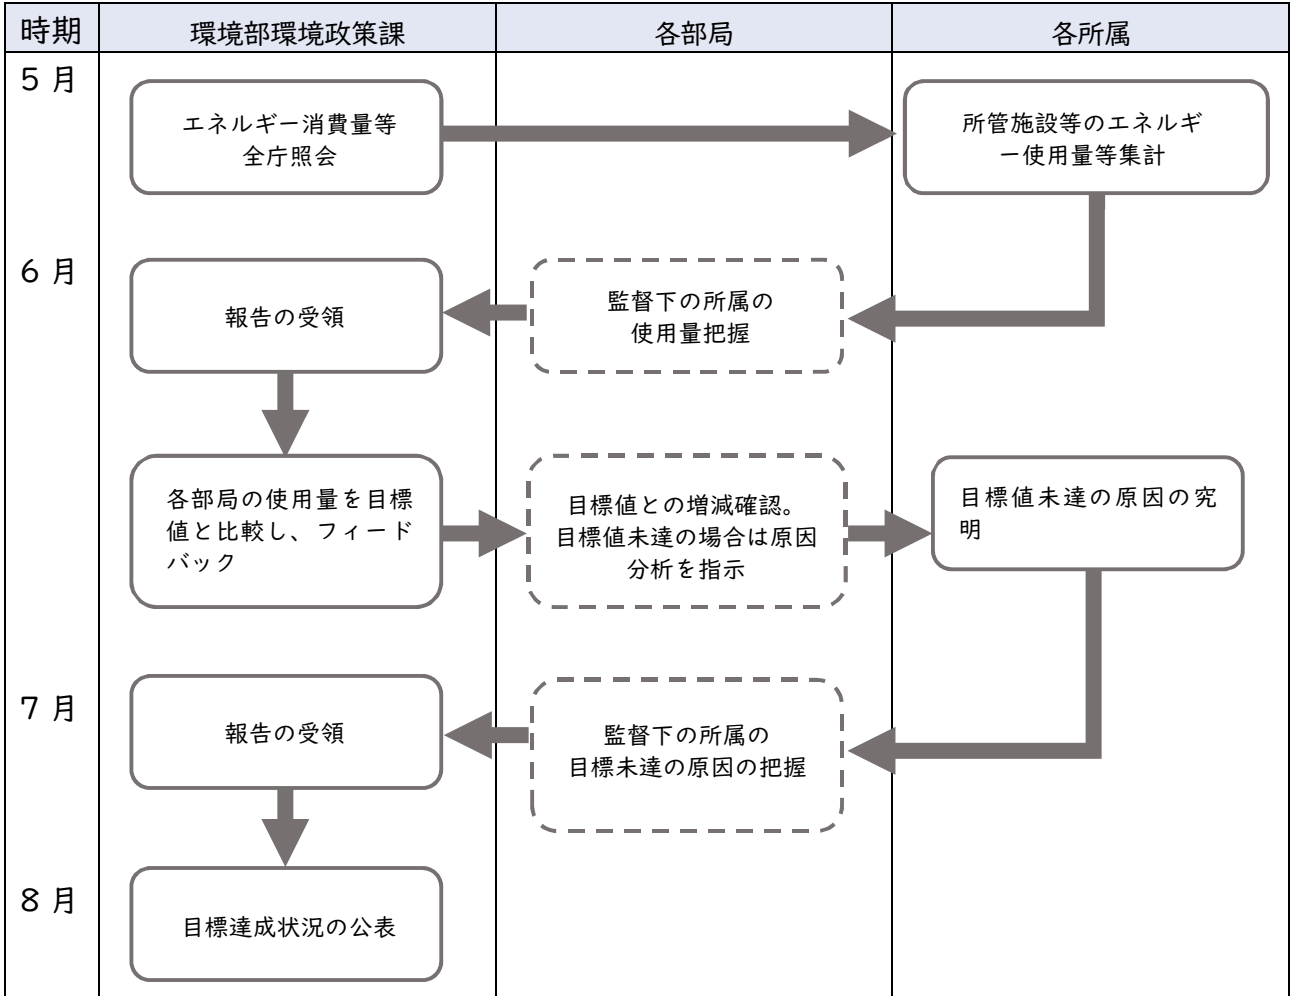 時期 環境部環境政策課 各部局 各所属
5月
エネルギー消費量等
全庁照会
所管施設等のエネルギ
ー使用量等集計
6月
報告の受領
監督下の所属の
使用量把握
各部局の使用量を目標
値と比較し、フィード
バック
目標値との増減確認。
目標値未達の場合は原因
分析を指示
目標値未達の原因の究
明
7月
報告の受領
監督下の所属の
目標未達の原因の把握
8月
目標達成状況の公表